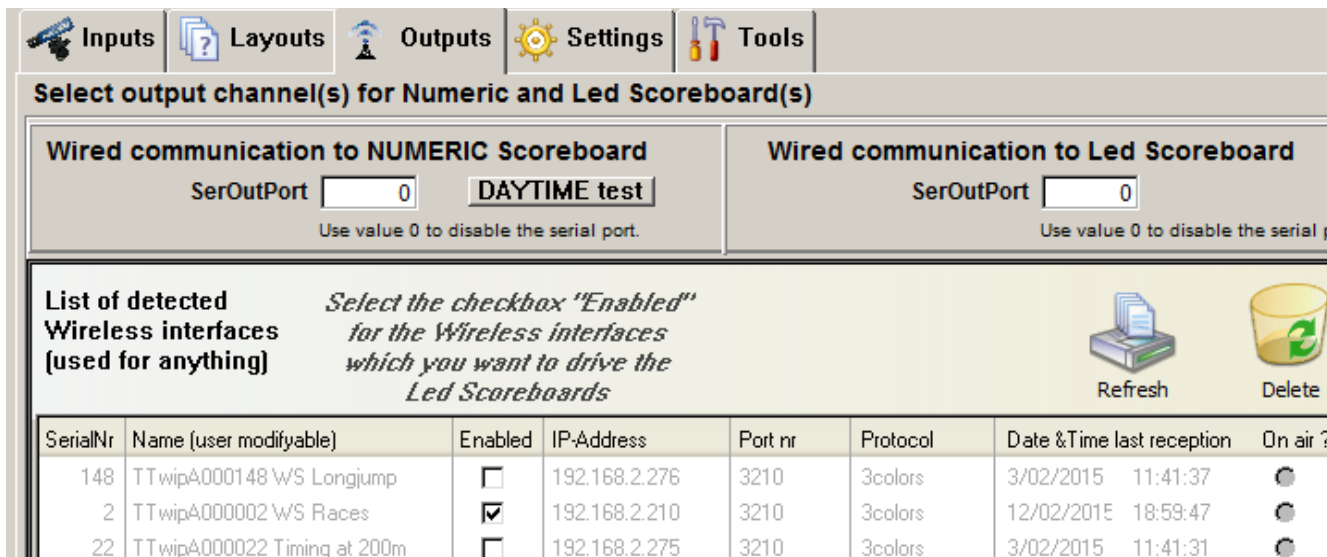 Inputs Layouts Outputs Settings Tools
Select output channel(s) for Numeric and Led Scoreboard(s)
Wired communication to NUMERIC Scoreboard
SerOutPort 0 DAYTIME test
Use value 0 to disable the serial port.
Wired communication to Led Scoreboard
SerOutPort 0
Use value 0 to disable the serial
List of detected
Wireless interfaces
(used for anything)
Select the checkbox "Enabled"
for the Wireless interfaces
which you want to drive the
Led Scoreboards
Refresh
Delete
SerialNr Name (user modifyable) Enabled IP-Address Port nr Protocol Date &Time last reception On air ?
148 TTwipA000148 WS Longjump 192.168.2.276 3210 3colors 3/02/2015 11:41:37
2 TTwipA000002 WS Races 192.168.2.210 3210 3colors 12/02/2015 18:59:47
22 TTwipA000022 Timing at 200m 192.168.2.275 3210 3colors 3/02/2015 11:41:31